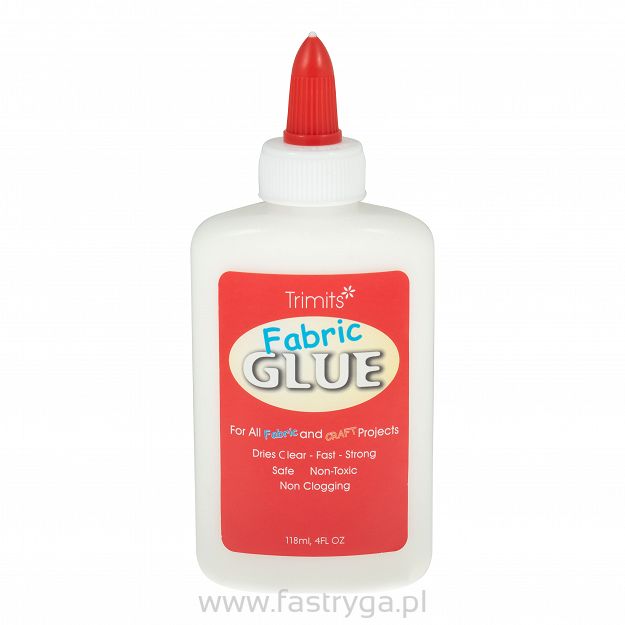 Trimits
Fabric
GLUE
For All Fabric and CRAFT Projects
Dries Clear - Fast - Strong
Safe Non-Toxic
Non Clogging
118ml, 4FL OZ
www.fastryga.pl